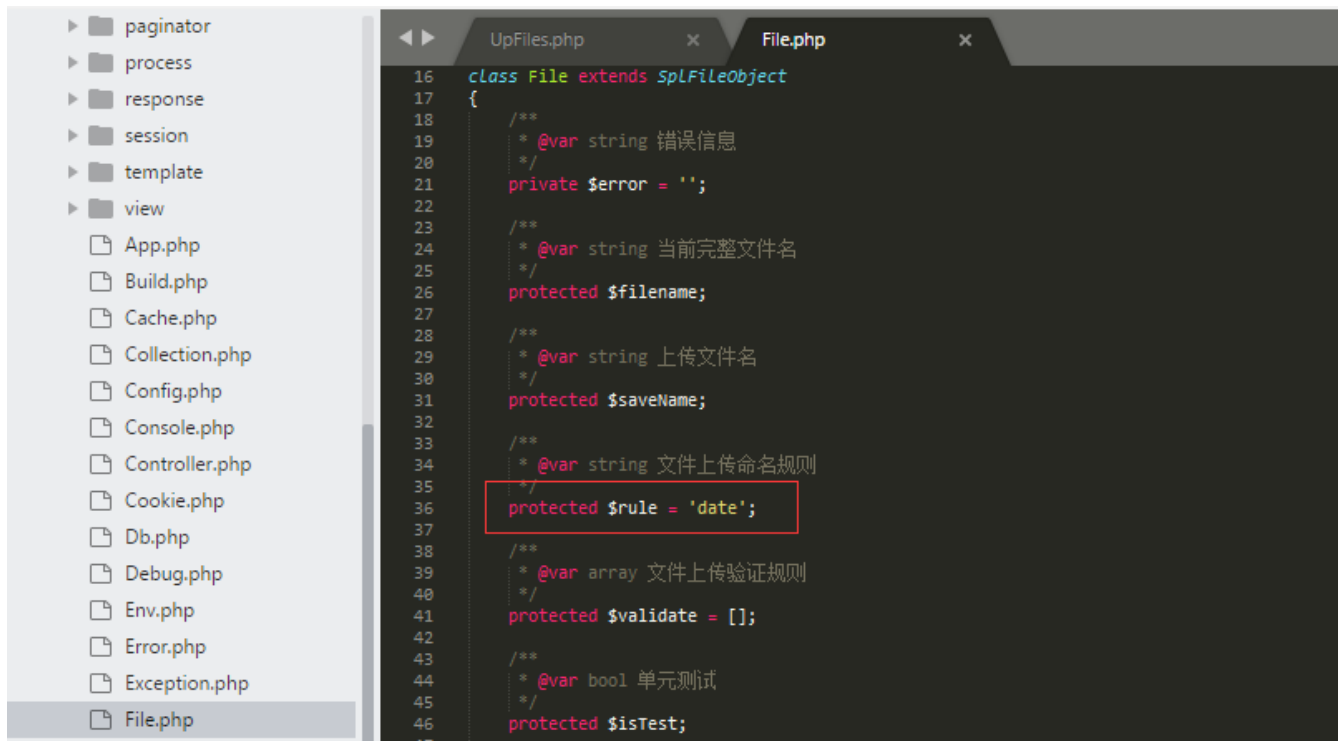 paginator
process
response
session
template
view
App.php
Build.php
Cache.php
Collection.php
Config.php
Console.php
Controller.php
Cookie.php
Db.php
Debug.php
Env.php
Error.php
Exception.php
File.php
UpFiles.php × File.php ×
16 class File extends SplFileObject
17 {
18 /**
19 * @var string 错误信息
20 */
21 private $error = '';
22
23 /**
24 * @var string 当前完整文件名
25 */
26 protected $filename;
27
28 /**
29 * @var string 上传文件名
30 */
31 protected $saveName;
32
33 /**
34 * @var string 文件上传命名规则
35 */
36 protected $rule = 'date';
37
38 /**
39 * @var array 文件上传验证规则
40 */
41 protected $validate = [];
42
43 /**
44 * @var bool 单元测试
45 */
46 protected $isTest;